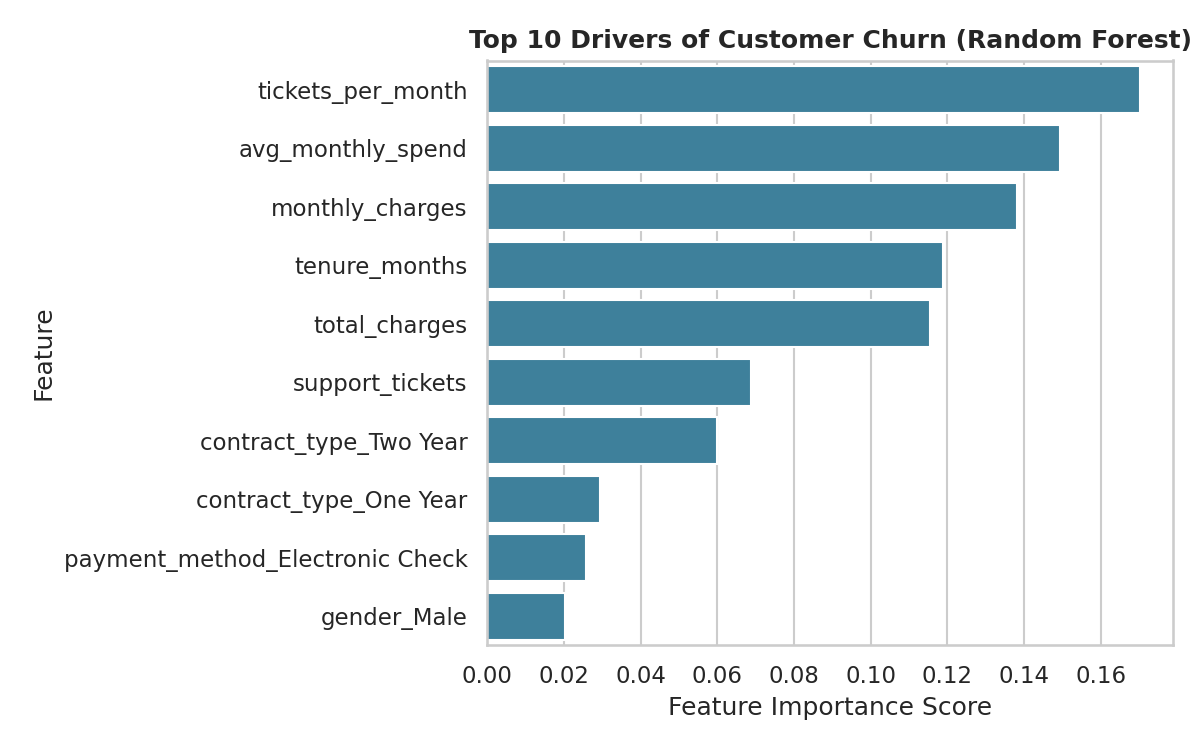 Top 10 Drivers of Customer Churn (Random Forest)
tickets_per_month
avg_monthly_spend
monthly_charges
tenure_months
total_charges
support_tickets
contract_type_Two Year
contract_type_One Year
payment_method_Electronic Check
gender_Male
Feature
0.00 0.02 0.04 0.06 0.08 0.10 0.12 0.14 0.16
Feature Importance Score